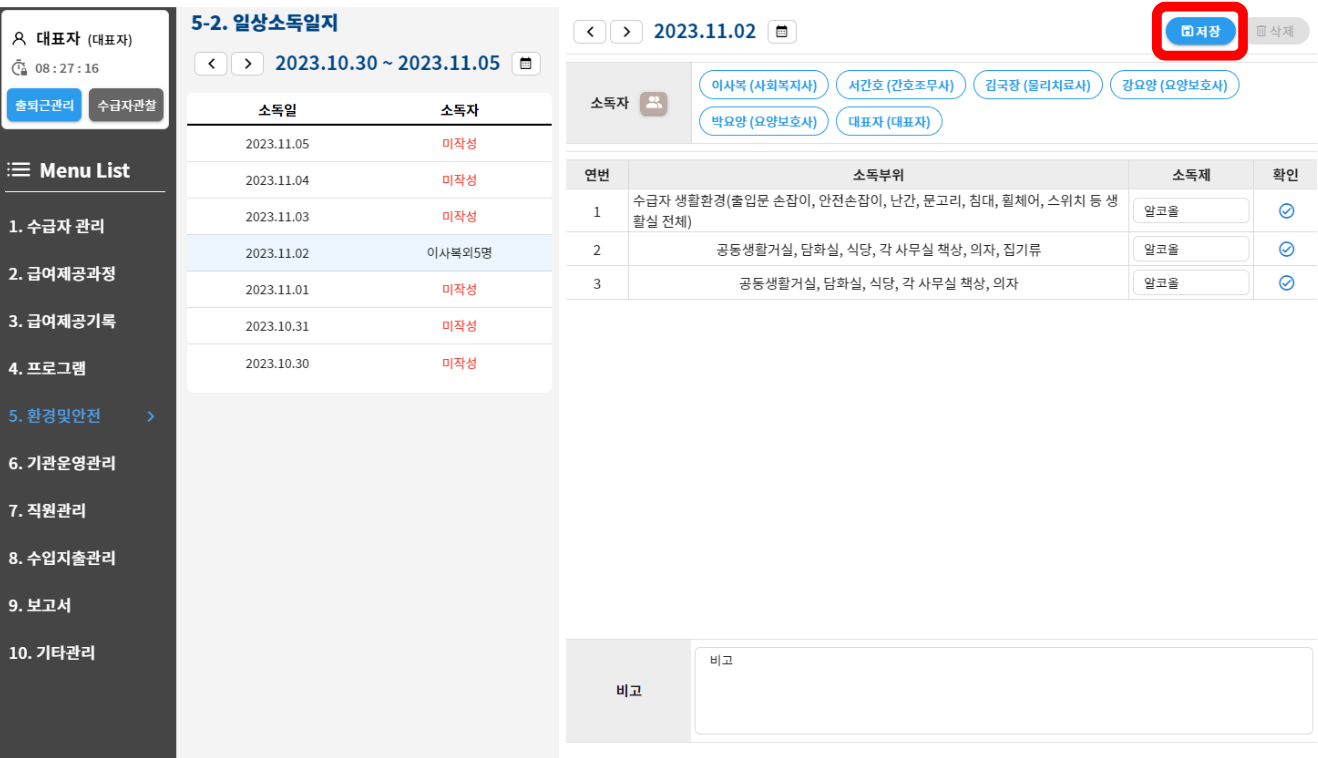 대표자 (대표자)
08:27:16
출퇴근관리 수급자관찰
Menu List
1. 수급자 관리
2. 급여제공과정
3. 급여제공기록
4. 프로그램
5. 환경및안전
6. 기관운영관리
7. 직원관리
8. 수입지출관리
9. 보고서
10. 기타관리
5-2. 일상소독일지
2023.10.30 ~ 2023.11.05
소독일 소독자
2023.11.05 미작성
2023.11.04 미작성
2023.11.03 미작성
2023.11.02 이사복외5명
2023.11.01 미작성
2023.10.31 미작성
2023.10.30 미작성
2023.11.02 저장 삭제
소독자
이사복 (사회복지사) 서간호 (간호조무사) 김국장 (물리치료사) 강요양 (요양보호사)
박요양 (요양보호사) 대표자 (대표자)
연번 소독부위 소독제 확인
1 수급자 생활환경(출입문 손잡이, 안전손잡이, 난간, 문고리, 침대, 휠체어, 스위치 등 생
활실 전체) 알코올
2 공동생활거실, 담화실, 식당, 각 사무실 책상, 의자, 집기류 알코올
3 공동생활거실, 담화실, 식당, 각 사무실 책상, 의자 알코올
비고
비고